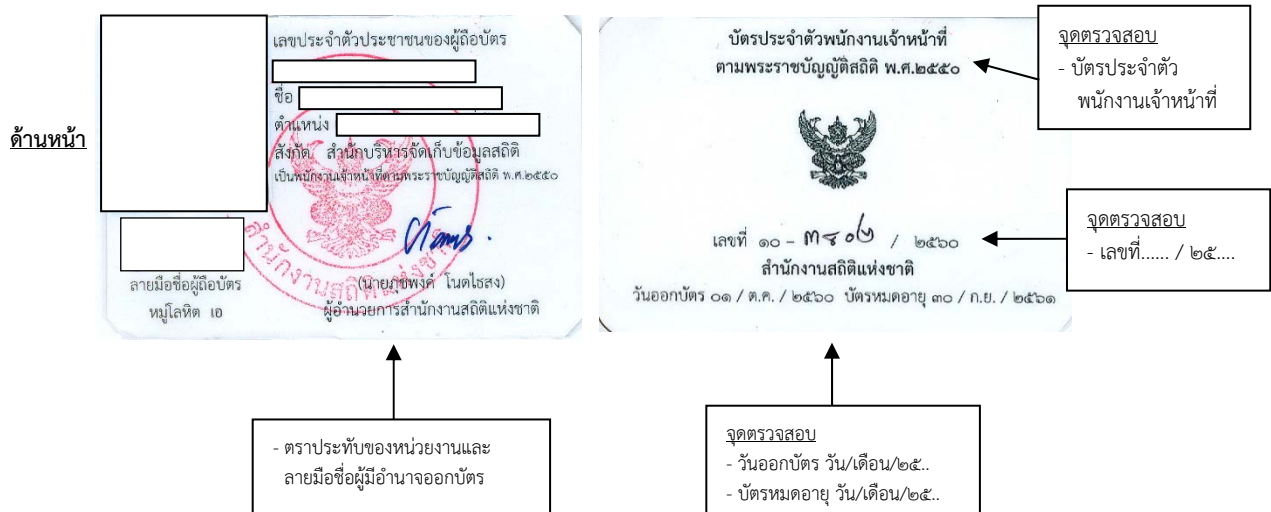 ด้านหน้า
เลขประจำตัวประชาชนของผู้ถือบัตร
ชื่อ
ตำแหน่ง
สังกัด สำนักบริหารจัดเก็บข้อมูลสถิติ
เป็นพนักงานเจ้าหน้าที่ตามพระราชบัญญัติสถิติ พ.ศ.๒๕๕๐
สำนักงานสถิติแห่งชาติ
ลายมือชื่อผู้ถือบัตร
หมู่โลหิต เอ
(นายภุชพงค์ โนดไธสง)
ผู้อำนวยการสำนักงานสถิติแห่งชาติ
บัตรประจำตัวพนักงานเจ้าหน้าที่
ตามพระราชบัญญัติสถิติ พ.ศ.๒๕๕๐
เลขที่ ๑๐ - ๓๘๐๒ / ๒๕๖๐
สำนักงานสถิติแห่งชาติ
วันออกบัตร ๐๑ / ต.ค. / ๒๕๖๐ บัตรหมดอายุ ๓๐ / ก.ย. / ๒๕๖๑
จุดตรวจสอบ
- บัตรประจำตัว
พนักงานเจ้าหน้าที่
จุดตรวจสอบ
- เลขที่...... / ๒๕....
- ตราประทับของหน่วยงานและ
ลายมือชื่อผู้มีอำนาจออกบัตร
จุดตรวจสอบ
- วันออกบัตร วัน/เดือน/๒๕..
- บัตรหมดอายุ วัน/เดือน/๒๕..